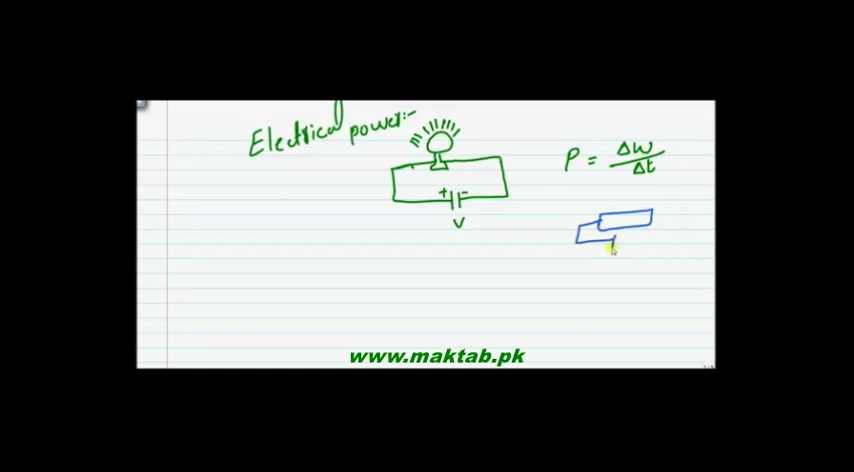 Electrical power:-
P = ΔW / Δt
+ -
V
www.maktab.pk